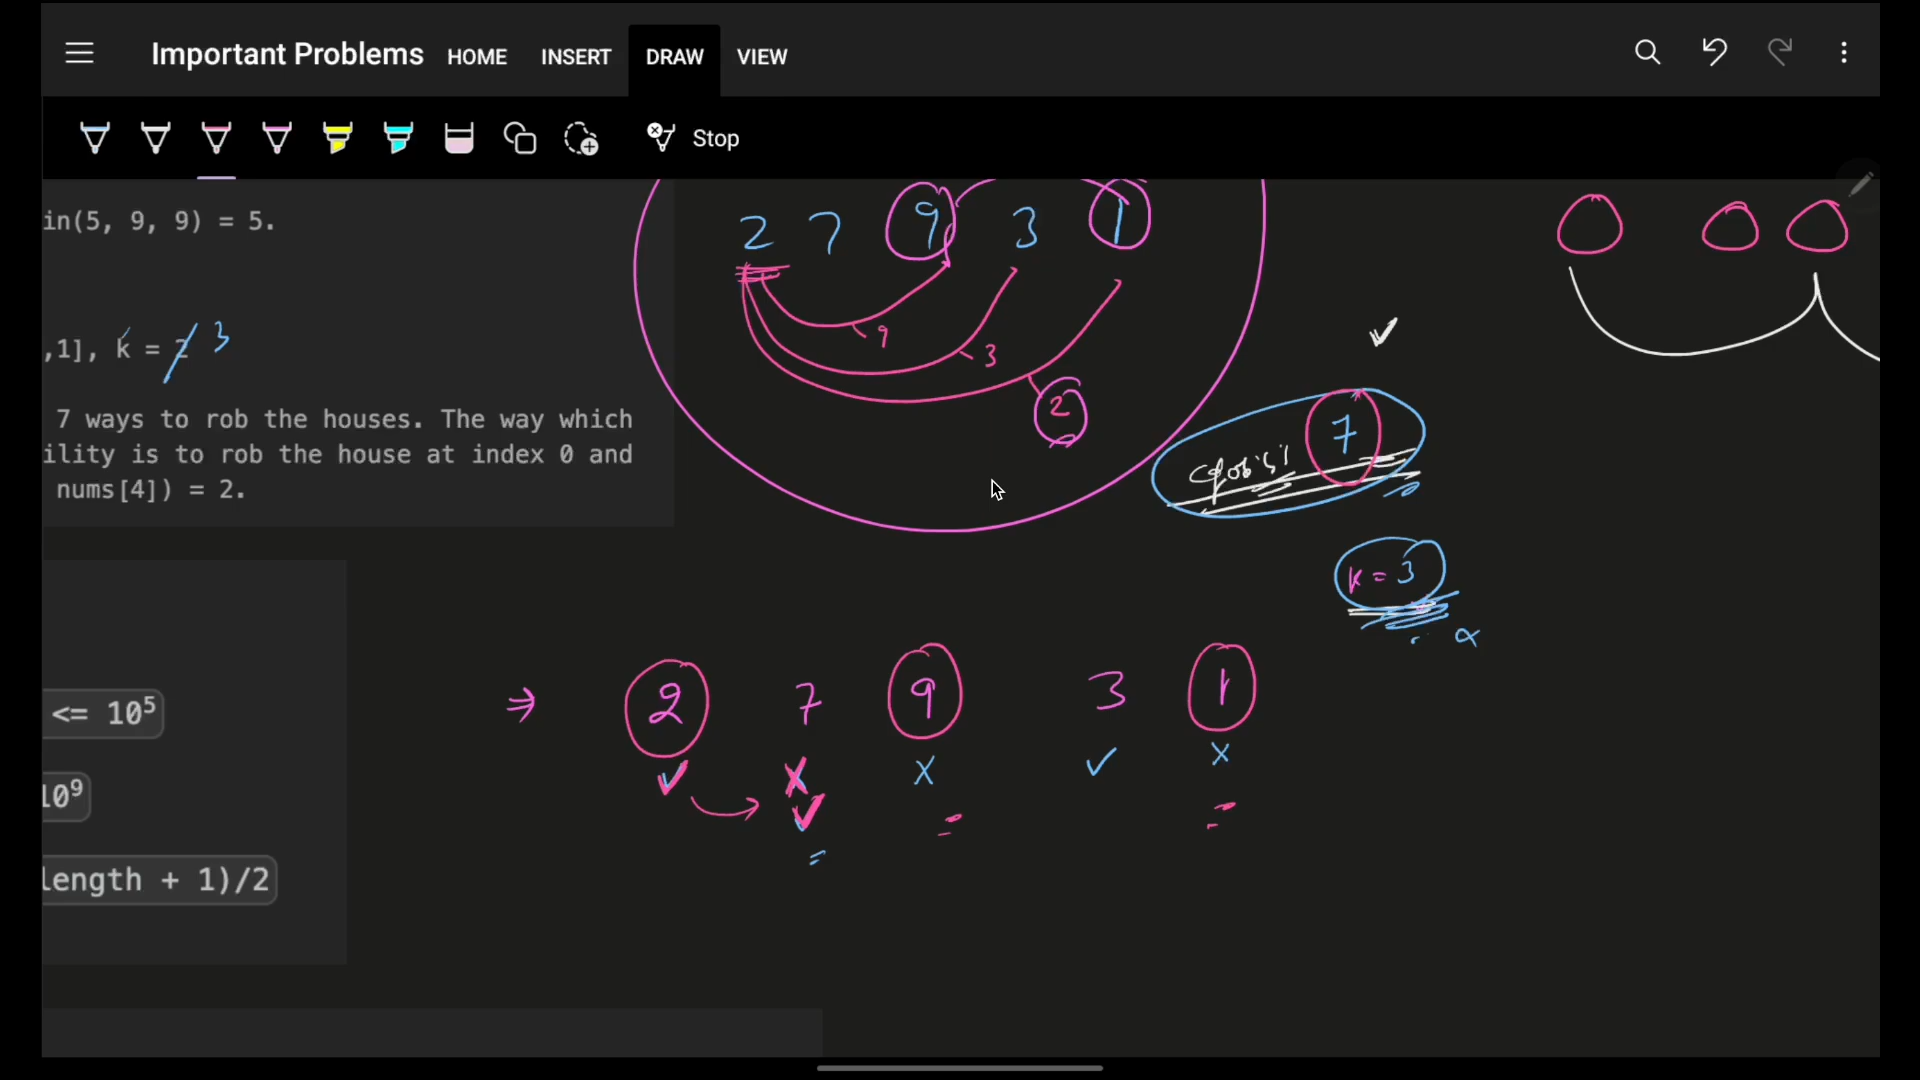 Important Problems HOME INSERT DRAW VIEW
Stop
in(5, 9, 9) = 5.
,1], k = 2 3
7 ways to rob the houses. The way which
ility is to rob the house at index 0 and
nums[4]) = 2.
<= 10⁵
10⁹
length + 1)/2
2 7 9 3 1
9
3
2
7
k = 3
α
⇒ 2 7 9 3 1
✓ x x ✓ x
✓